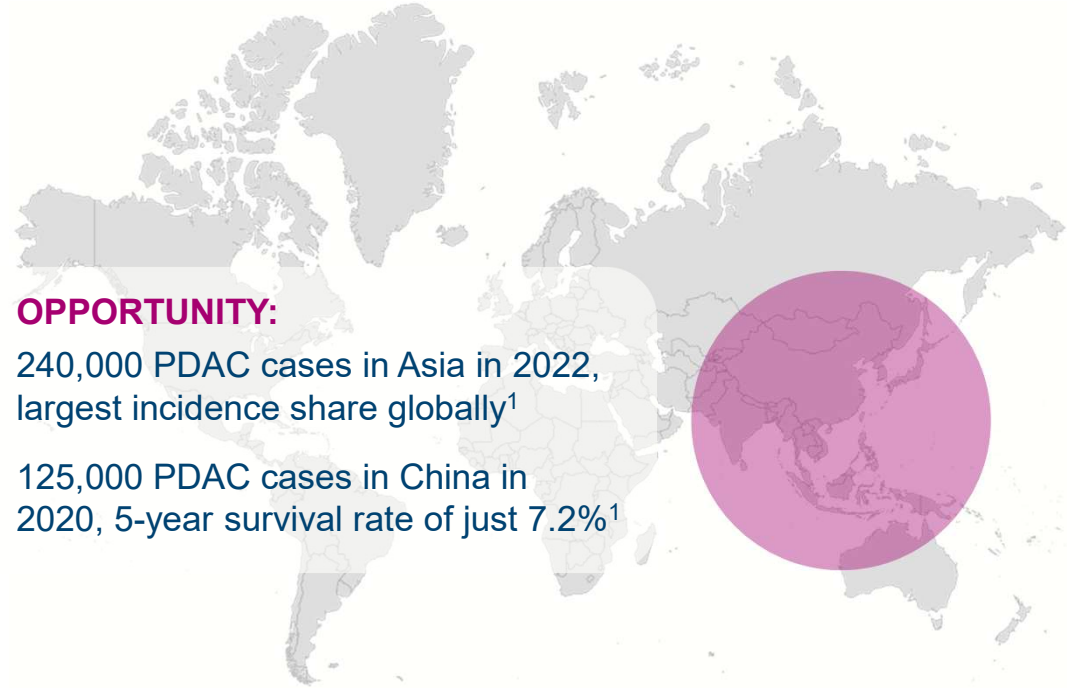 OPPORTUNITY:
240,000 PDAC cases in Asia in 2022,
largest incidence share globally¹
125,000 PDAC cases in China in
2020, 5-year survival rate of just 7.2%¹